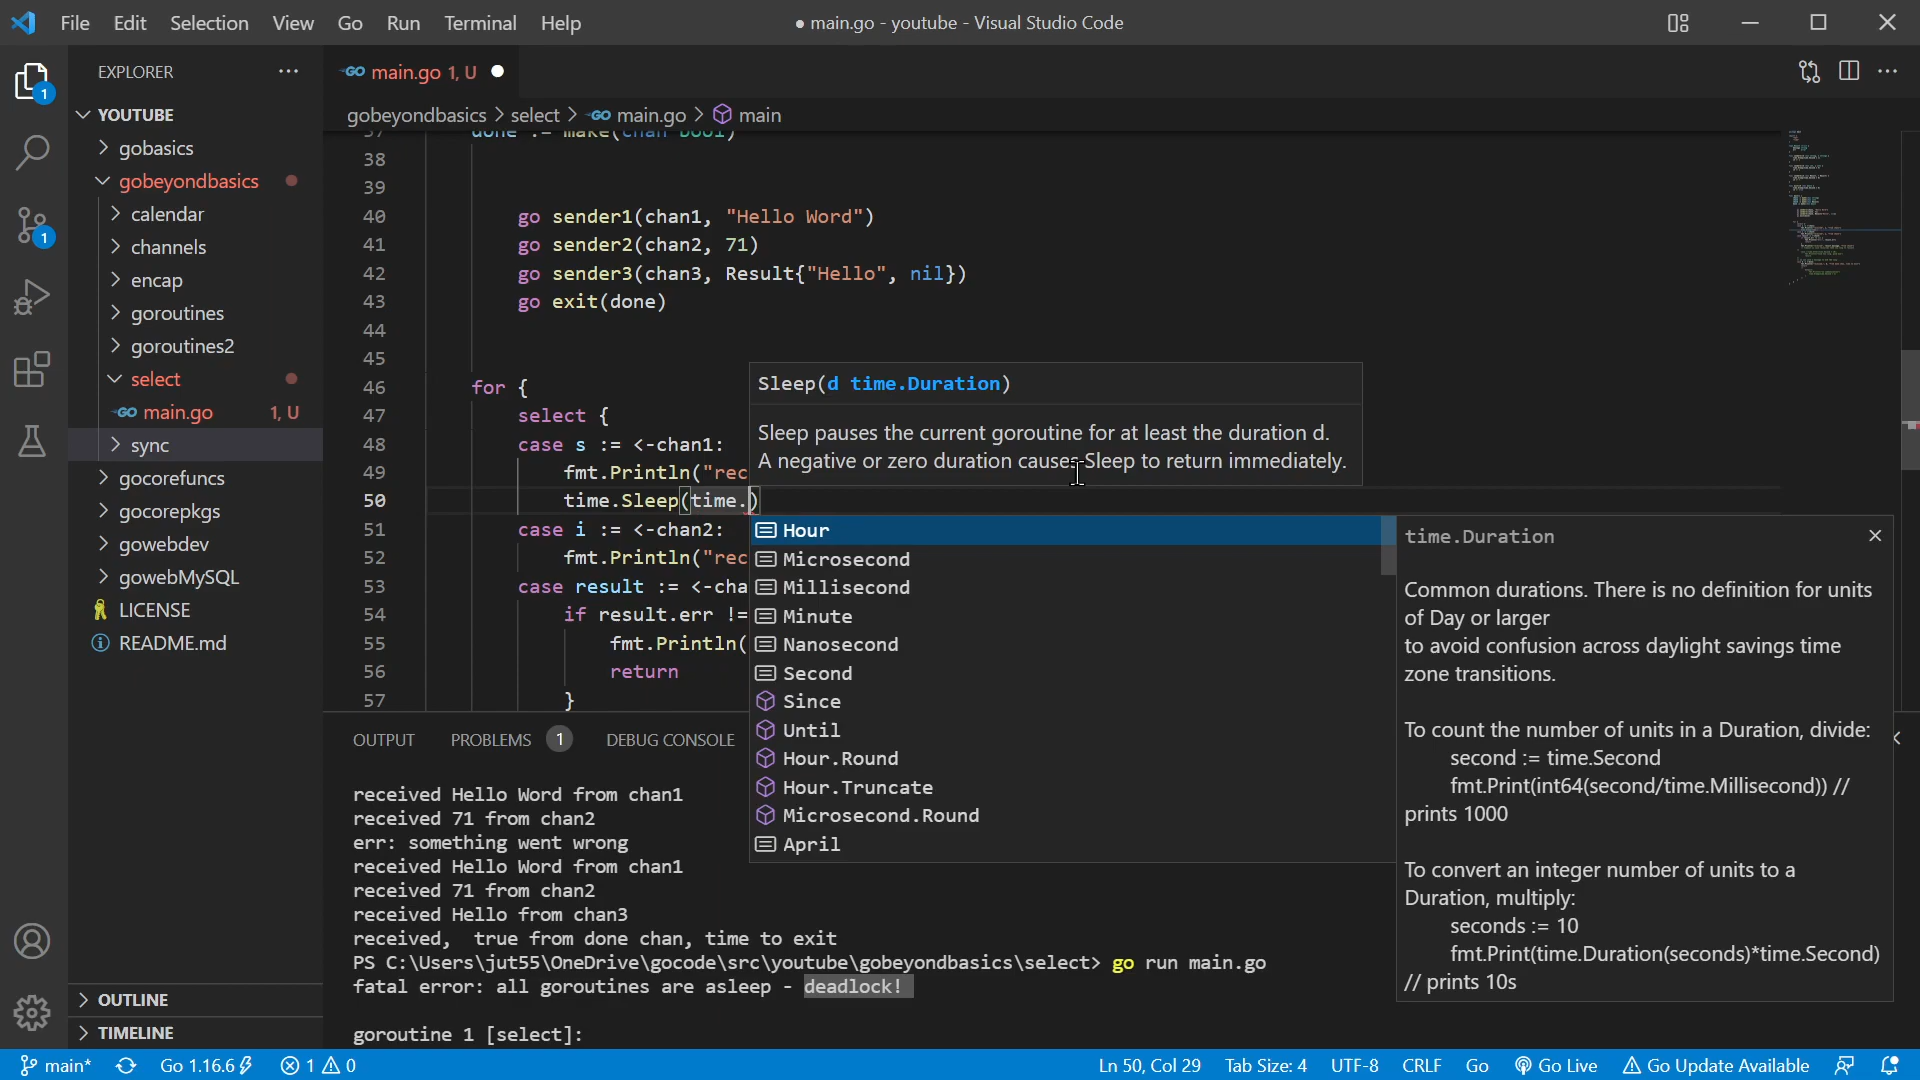 File Edit Selection View Go Run Terminal Help
● main.go - youtube - Visual Studio Code
EXPLORER
GO main.go 1, U
YOUTUBE
gobeyondbasics > select > GO main.go > main
gobasics
gobeyondbasics
calendar
channels
encap
goroutines
goroutines2
select
GO main.go 1, U
sync
gocorefuncs
gocorepkgs
gowebdev
gowebMySQL
LICENSE
README.md
OUTLINE
TIMELINE
37 done := make(chan bool)
38
39
40 go sender1(chan1, "Hello Word")
41 go sender2(chan2, 71)
42 go sender3(chan3, Result{"Hello", nil})
43 go exit(done)
44
45
46 for {
47 select {
48 case s := <-chan1:
49 fmt.Println("rec
50 time.Sleep(time.)
51 case i := <-chan2:
52 fmt.Println("rec
53 case result := <-cha
54 if result.err !=
55 fmt.Println(
56 return
57 }
Sleep(d time.Duration)
Sleep pauses the current goroutine for at least the duration d.
A negative or zero duration causes Sleep to return immediately.
Hour
Microsecond
Millisecond
Minute
Nanosecond
Second
Since
Until
Hour.Round
Hour.Truncate
Microsecond.Round
April
time.Duration
Common durations. There is no definition for units
of Day or larger
to avoid confusion across daylight savings time
zone transitions.
To count the number of units in a Duration, divide:
second := time.Second
fmt.Print(int64(second/time.Millisecond)) //
prints 1000
To convert an integer number of units to a
Duration, multiply:
seconds := 10
fmt.Print(time.Duration(seconds)*time.Second)
// prints 10s
OUTPUT PROBLEMS 1 DEBUG CONSOLE
received Hello Word from chan1
received 71 from chan2
err: something went wrong
received Hello Word from chan1
received 71 from chan2
received Hello from chan3
received,  true from done chan, time to exit
PS C:\Users\jut55\OneDrive\gocode\src\youtube\gobeyondbasics\select> go run main.go
fatal error: all goroutines are asleep - deadlock!
goroutine 1 [select]:
main* Go 1.16.6 1 0 Ln 50, Col 29 Tab Size: 4 UTF-8 CRLF Go Go Live Go Update Available